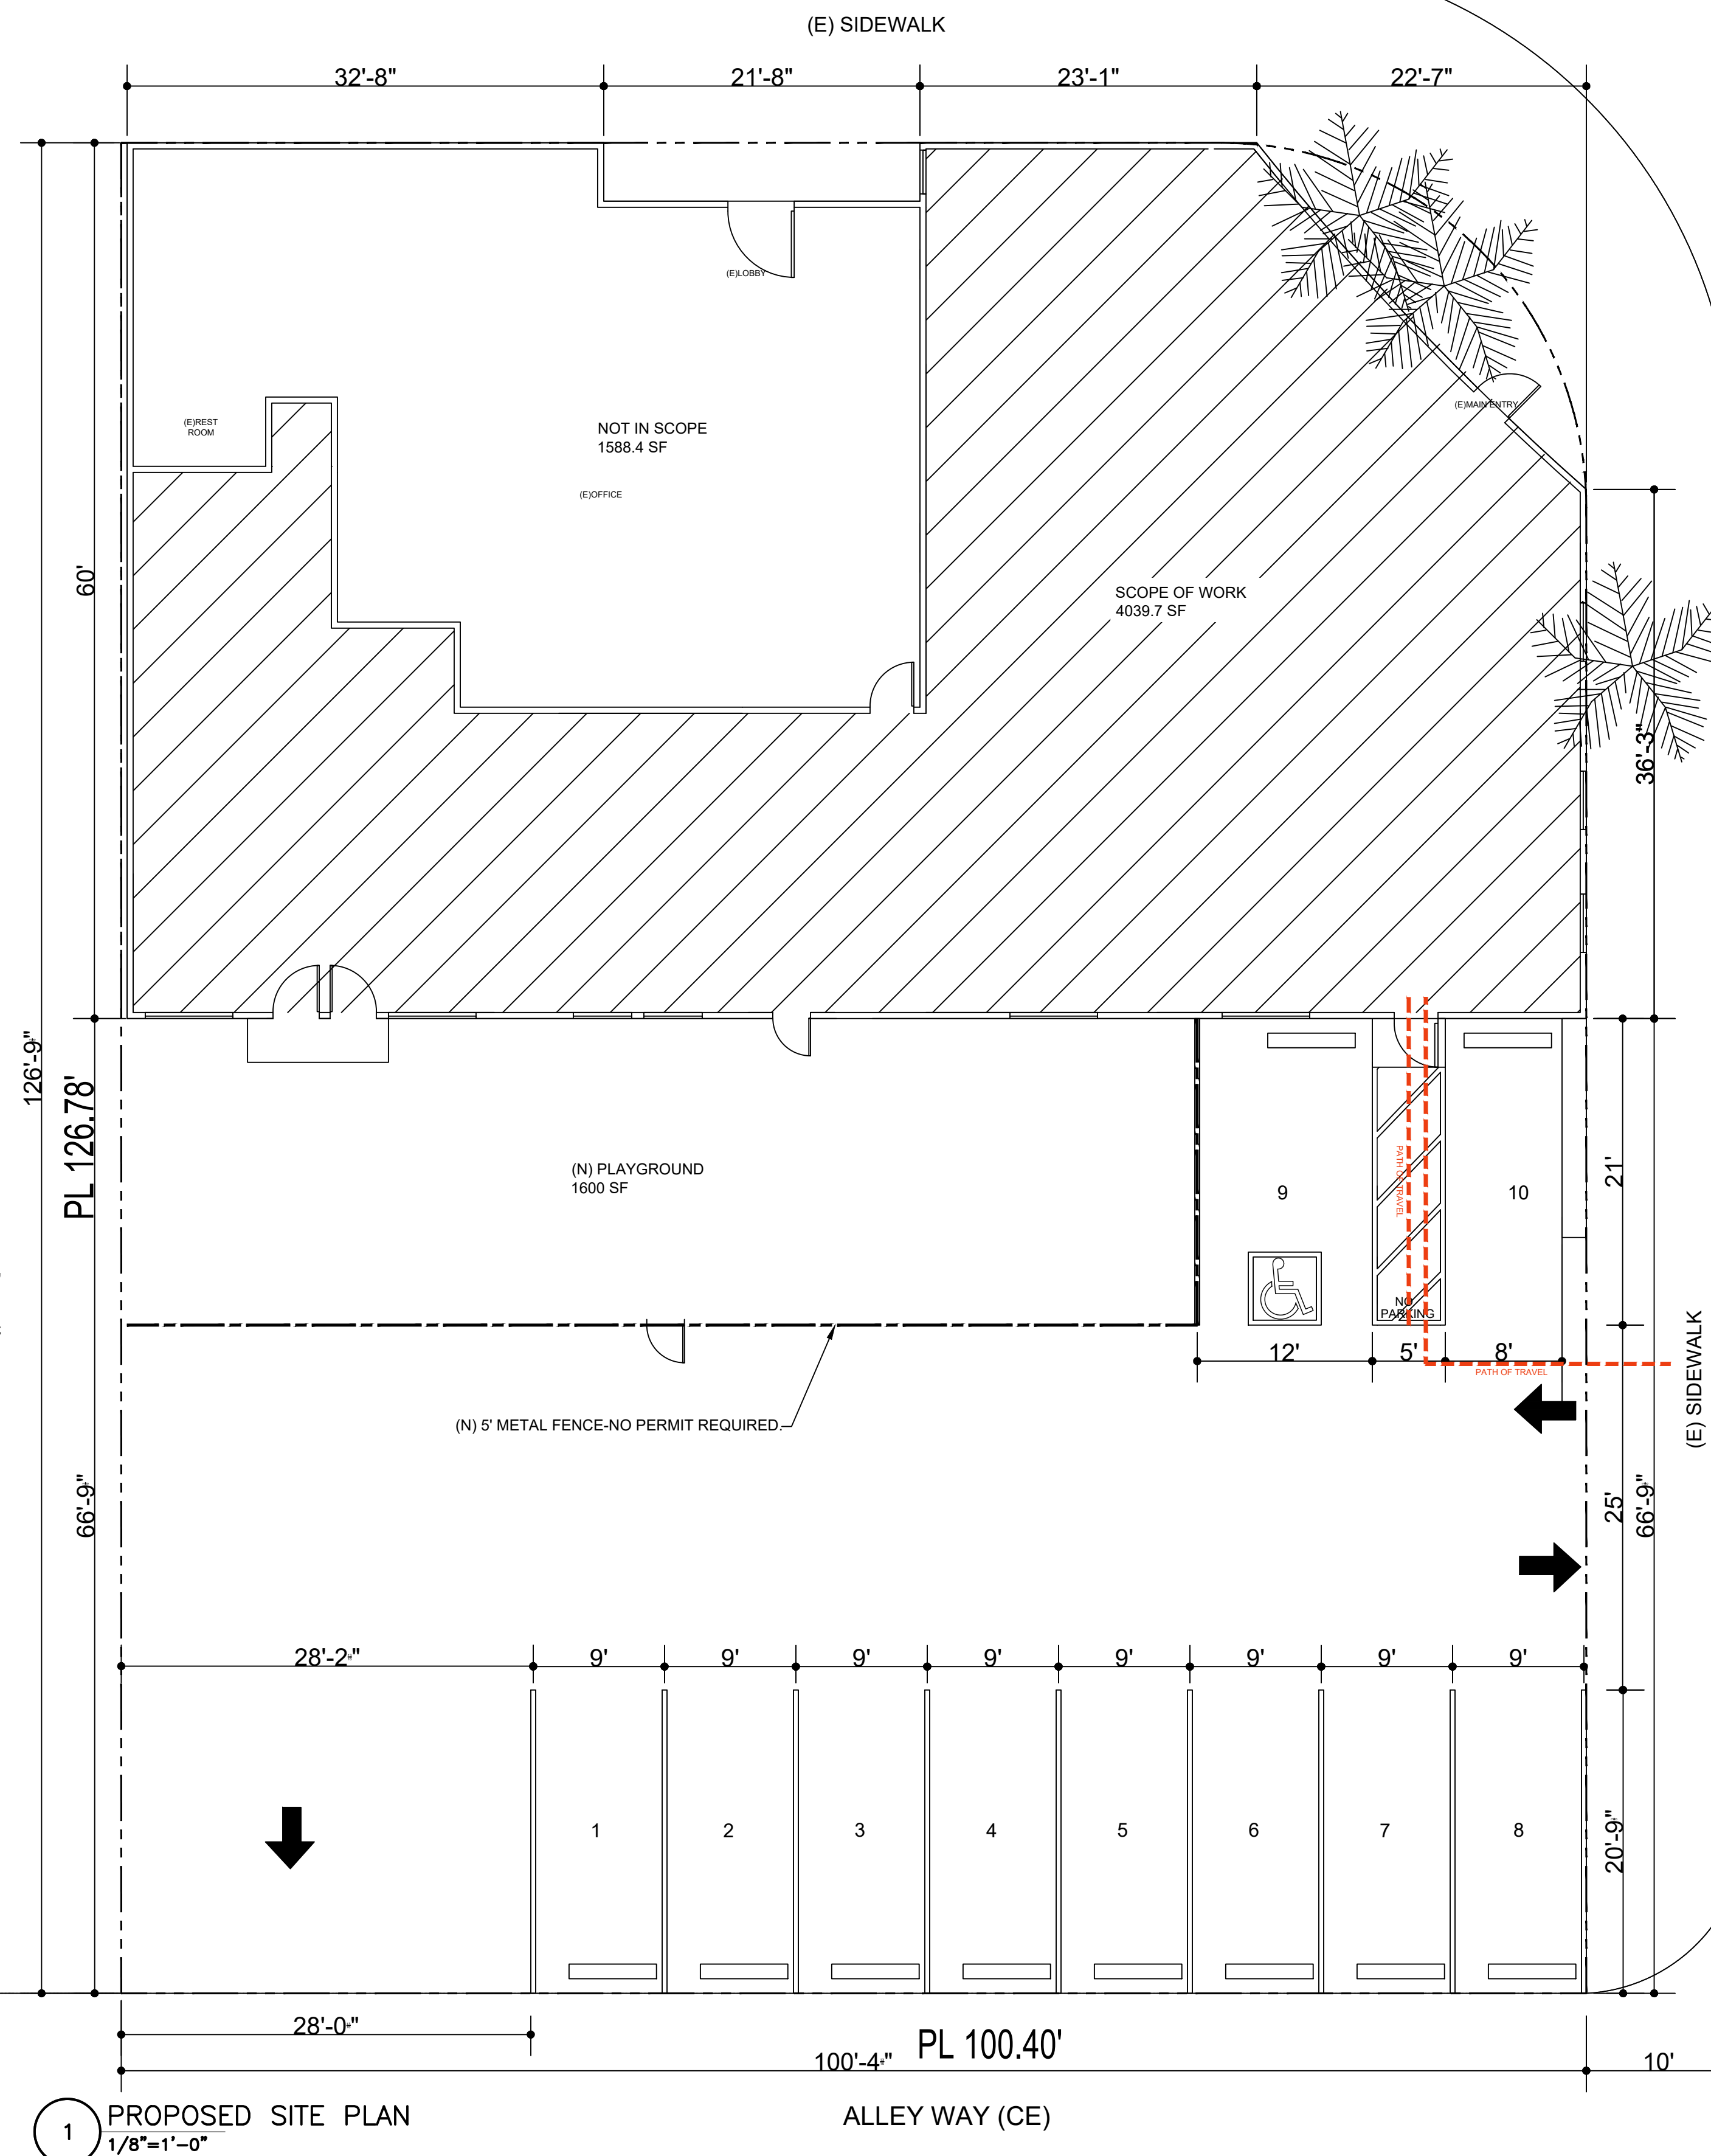 (E) SIDEWALK
32'-8"
21'-8"
23'-1"
22'-7"
(E)LOBBY
(E)MAIN ENTRY
(E)REST
ROOM
NOT IN SCOPE
1588.4 SF
(E)OFFICE
60'
SCOPE OF WORK
4039.7 SF
36'-3"
126'-9"
PL 126.78'
(N) PLAYGROUND
1600 SF
9
PATH OF TRAVEL
10
21'
NO
PARKING
12'
5'
8'
PATH OF TRAVEL
(N) 5' METAL FENCE-NO PERMIT REQUIRED.
(E) SIDEWALK
66'-9"
25'
66'-9"
28'-2"
9'
9'
9'
9'
9'
9'
9'
9'
1
2
3
4
5
6
7
8
20'-9"
28'-0"
PL 100.40'
100'-4"
10'
1
PROPOSED SITE PLAN
1/8"=1'-0"
ALLEY WAY (CE)